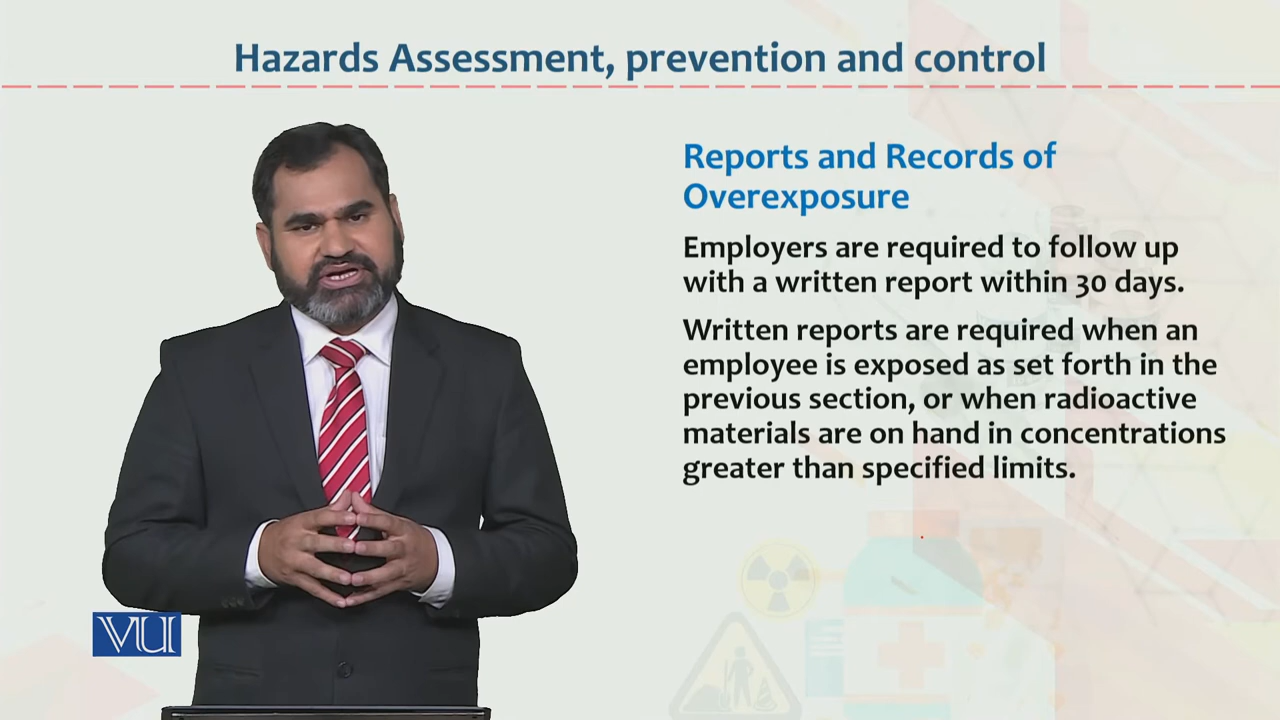 Hazards Assessment, prevention and control
Reports and Records of
Overexposure
Employers are required to follow up
with a written report within 30 days.
Written reports are required when an
employee is exposed as set forth in the
previous section, or when radioactive
materials are on hand in concentrations
greater than specified limits.
VU